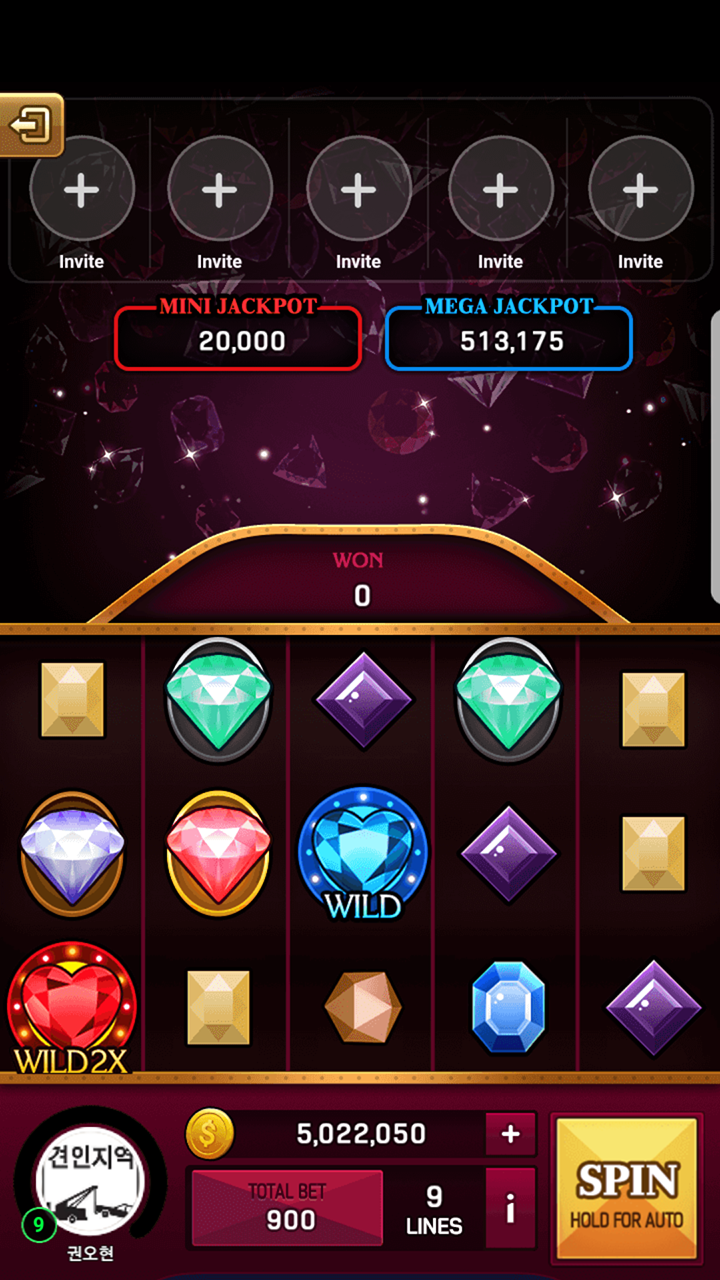 Invite
Invite
Invite
Invite
Invite
MINI JACKPOT
20,000
MEGA JACKPOT
513,175
WON
0
WILD
WILD2X
견인지역
9
권오현
5,022,050
TOTAL BET
900
9
LINES
i
SPIN
HOLD FOR AUTO